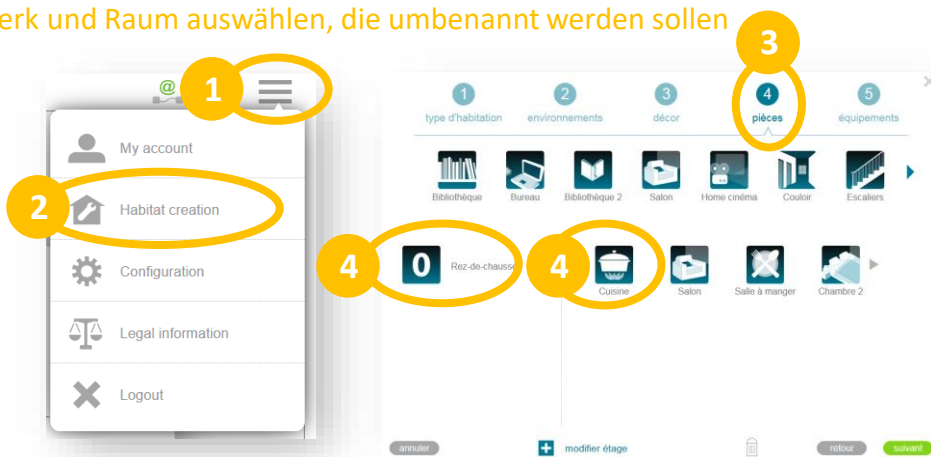 erk und Raum auswählen, die umbenannt werden sollen
1
3
@
2
My account
Habitat creation
Configuration
Legal information
Logout
1 2 3 4 5
type d'habitation environnements décor pièces équipements
Bibliothèque Bureau Bibliothèque 2 Salon Home cinéma Couloir Escaliers
4 4
0 Rez-de-chauss
Cuisine Salon Salle à manger Chambre 2
annuler modifier étage retour suivant